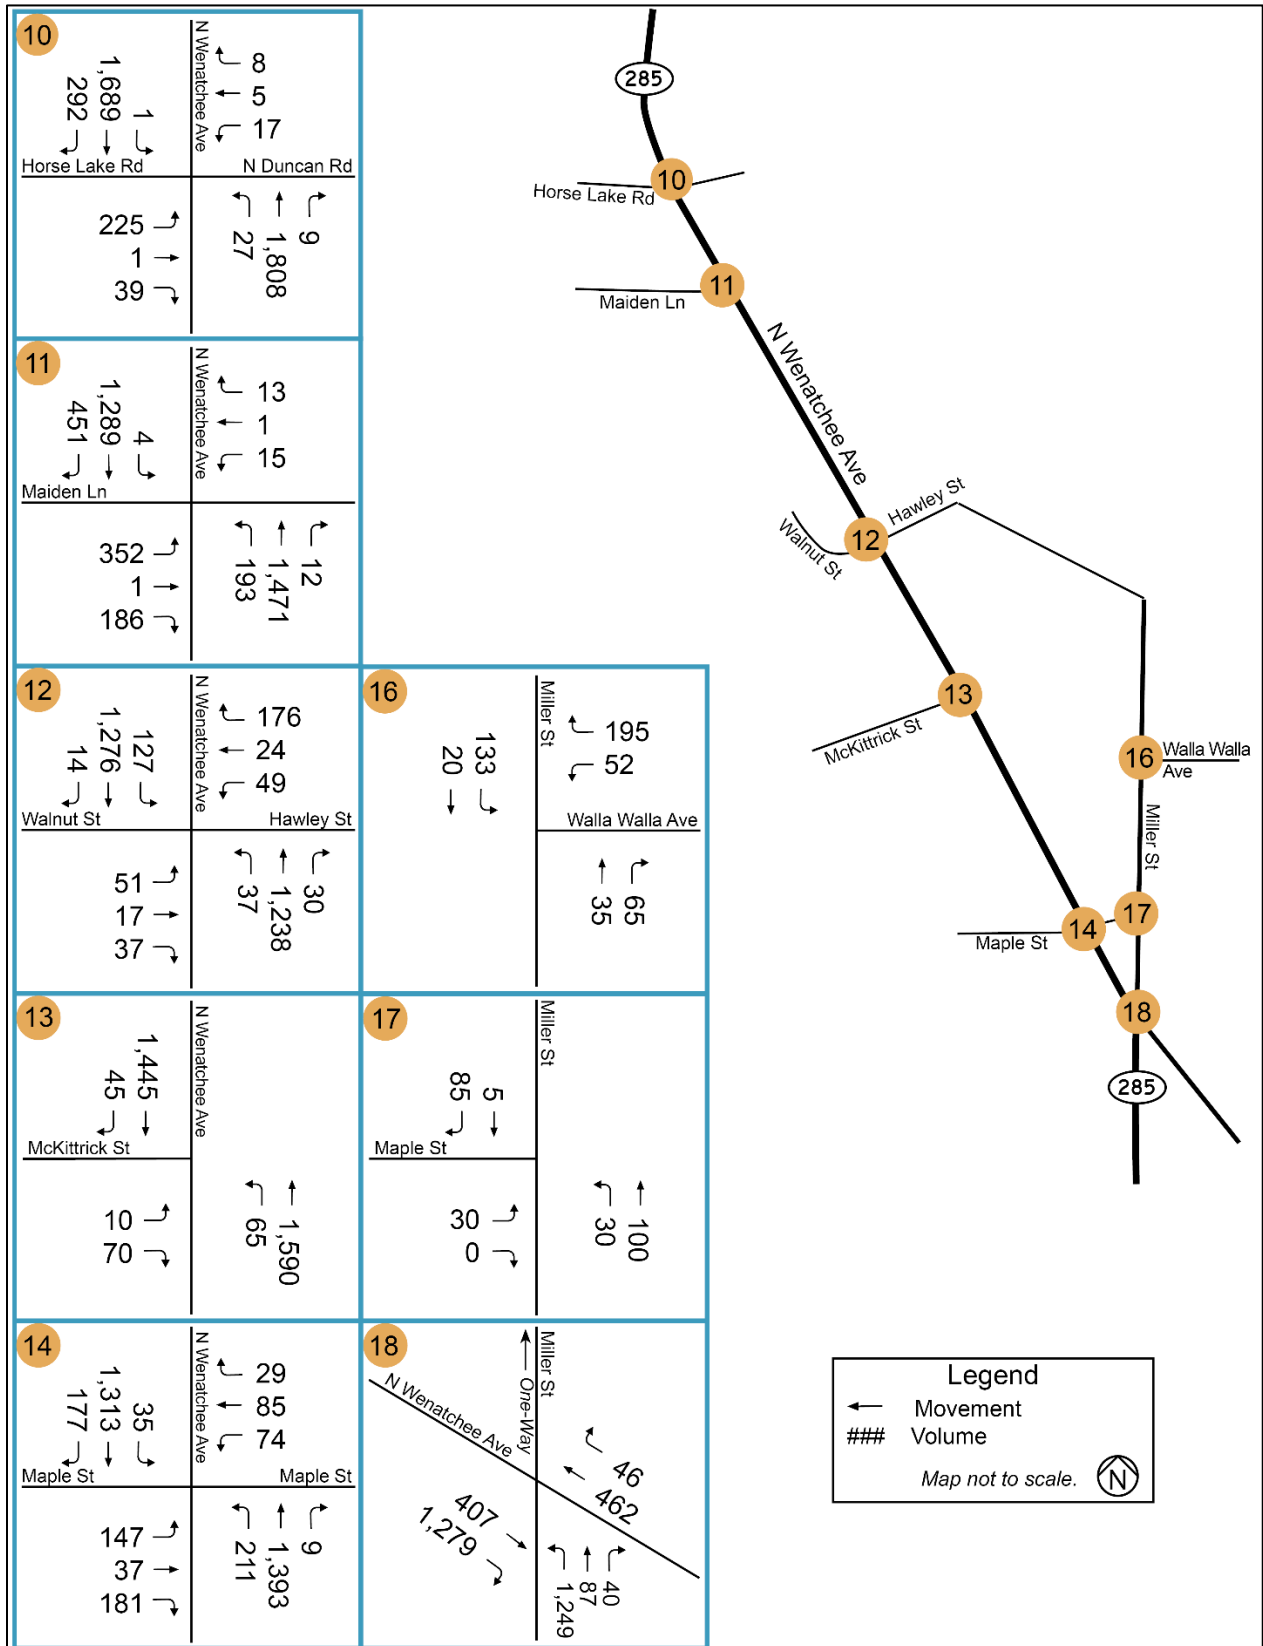 10
N Wenatchee Ave
292
1,689
1
8
5
17
Horse Lake Rd
N Duncan Rd
225
1
39
27
1,808
9
11
N Wenatchee Ave
451
1,289
4
13
1
15
Maiden Ln
352
1
186
193
1,471
12
12
N Wenatchee Ave
14
1,276
127
176
24
49
Walnut St
Hawley St
51
17
37
37
1,238
30
13
N Wenatchee Ave
45
1,445
McKittrick St
10
70
65
1,590
14
N Wenatchee Ave
177
1,313
35
29
85
74
Maple St
Maple St
147
37
181
211
1,393
9
16
Miller St
20
133
195
52
Walla Walla Ave
35
65
17
Miller St
85
5
Maple St
30
0
30
100
18
Miller St
One-Way
N Wenatchee Ave
46
462
407
1,279
1,249
87
40
285
10
Horse Lake Rd
11
Maiden Ln
N Wenatchee Ave
Hawley St
12
Walnut St
13
McKittrick St
16
Walla Walla
Ave
Miller St
17
14
Maple St
18
285
Legend
Movement
### Volume
Map not to scale.
N